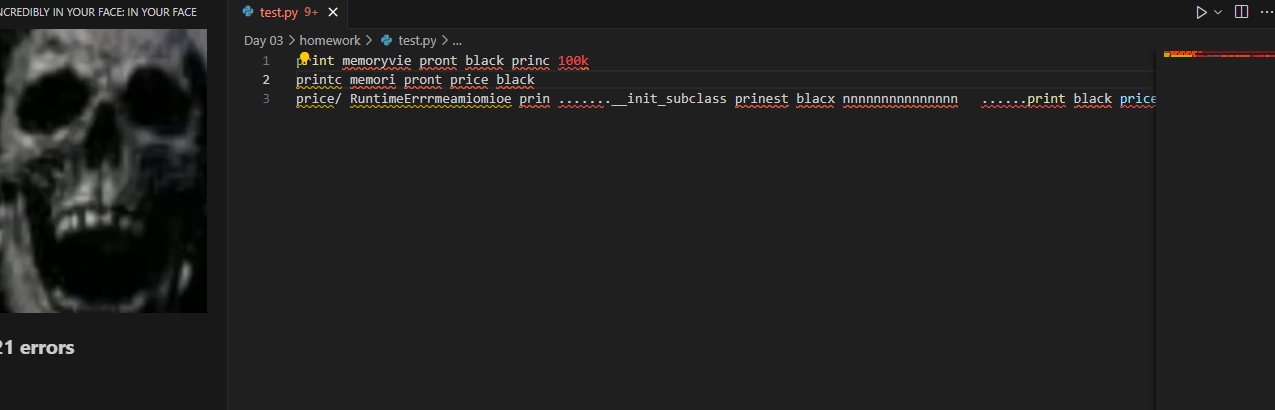 NCREDIBLY IN YOUR FACE: IN YOUR FACE
test.py 9+
Day 03 > homework > test.py > ...
1 print memoryvie pront black princ 100k
2 printc memori pront price black
3 price/ RuntimeErrrmeamiomioe prin .......__init_subclass prinest blacx nnnnnnnnnnnnnnn ......print black price
21 errors